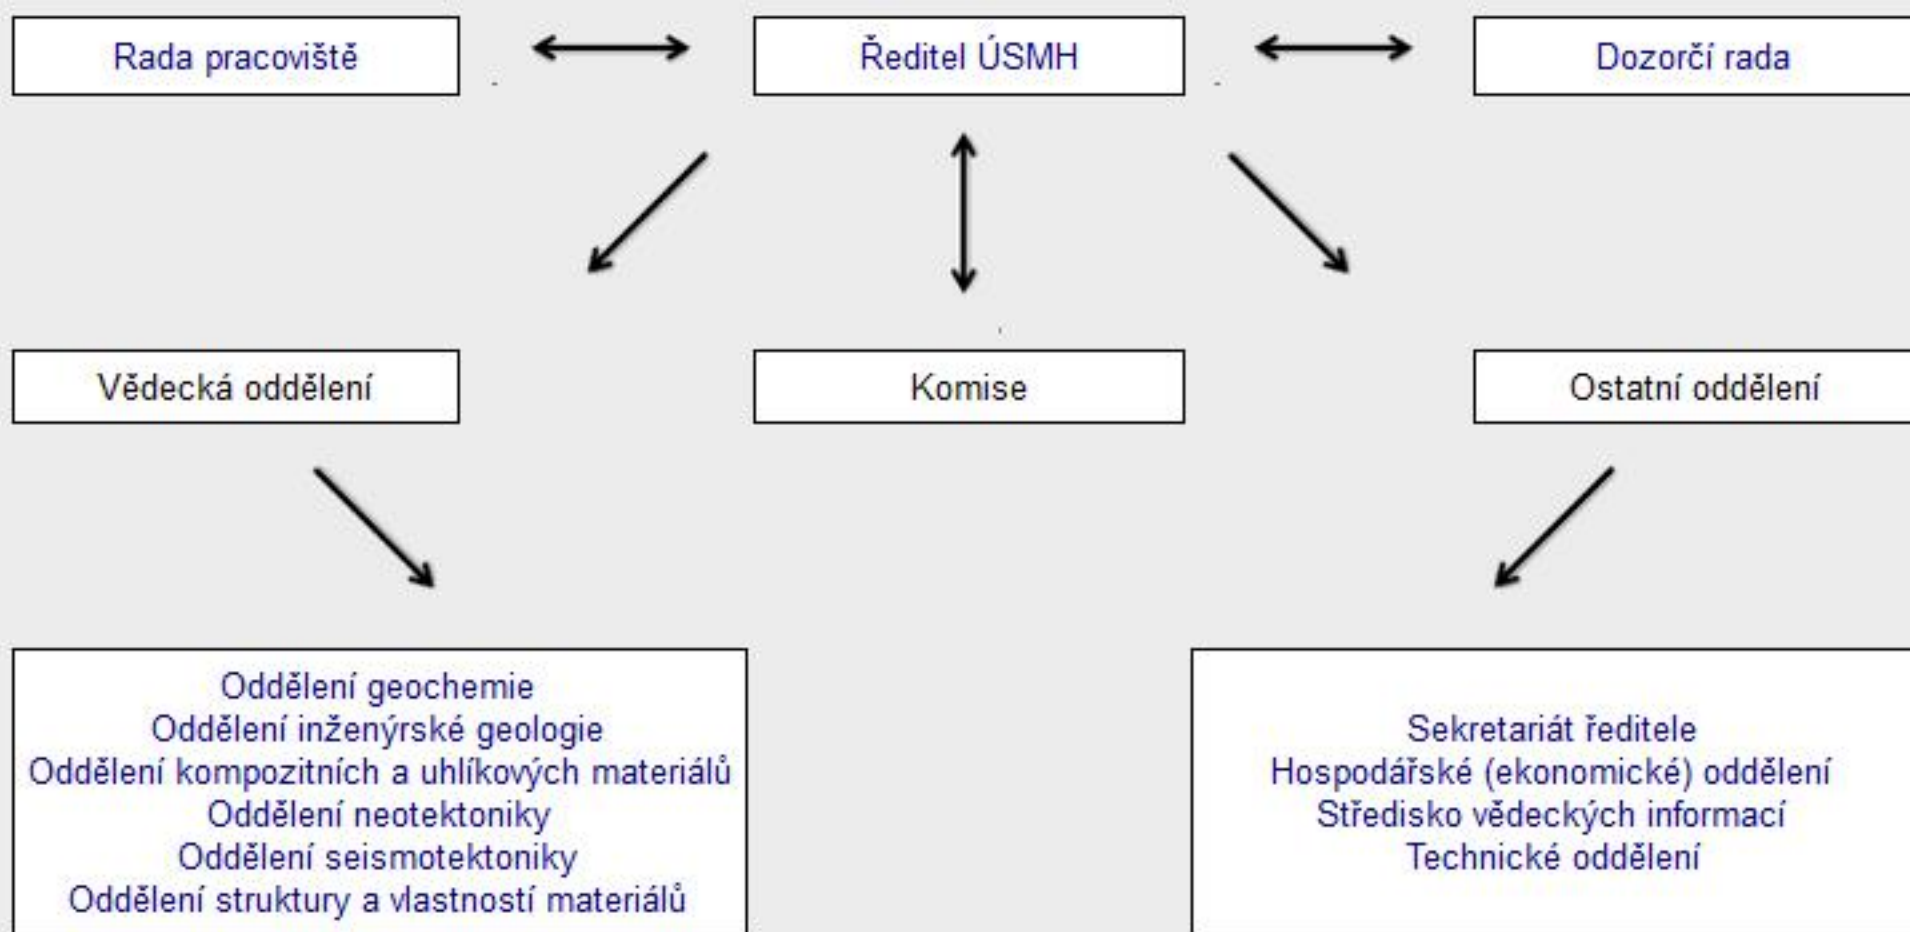 Rada pracoviště
Ředitel ÚSMH
Dozorčí rada
Vědecká oddělení
Komise
Ostatní oddělení
Oddělení geochemie
Oddělení inženýrské geologie
Oddělení kompozitních a uhlíkových materiálů
Oddělení neotektoniky
Oddělení seismotektoniky
Oddělení struktury a vlastností materiálů
Sekretariát ředitele
Hospodářské (ekonomické) oddělení
Středisko vědeckých informací
Technické oddělení